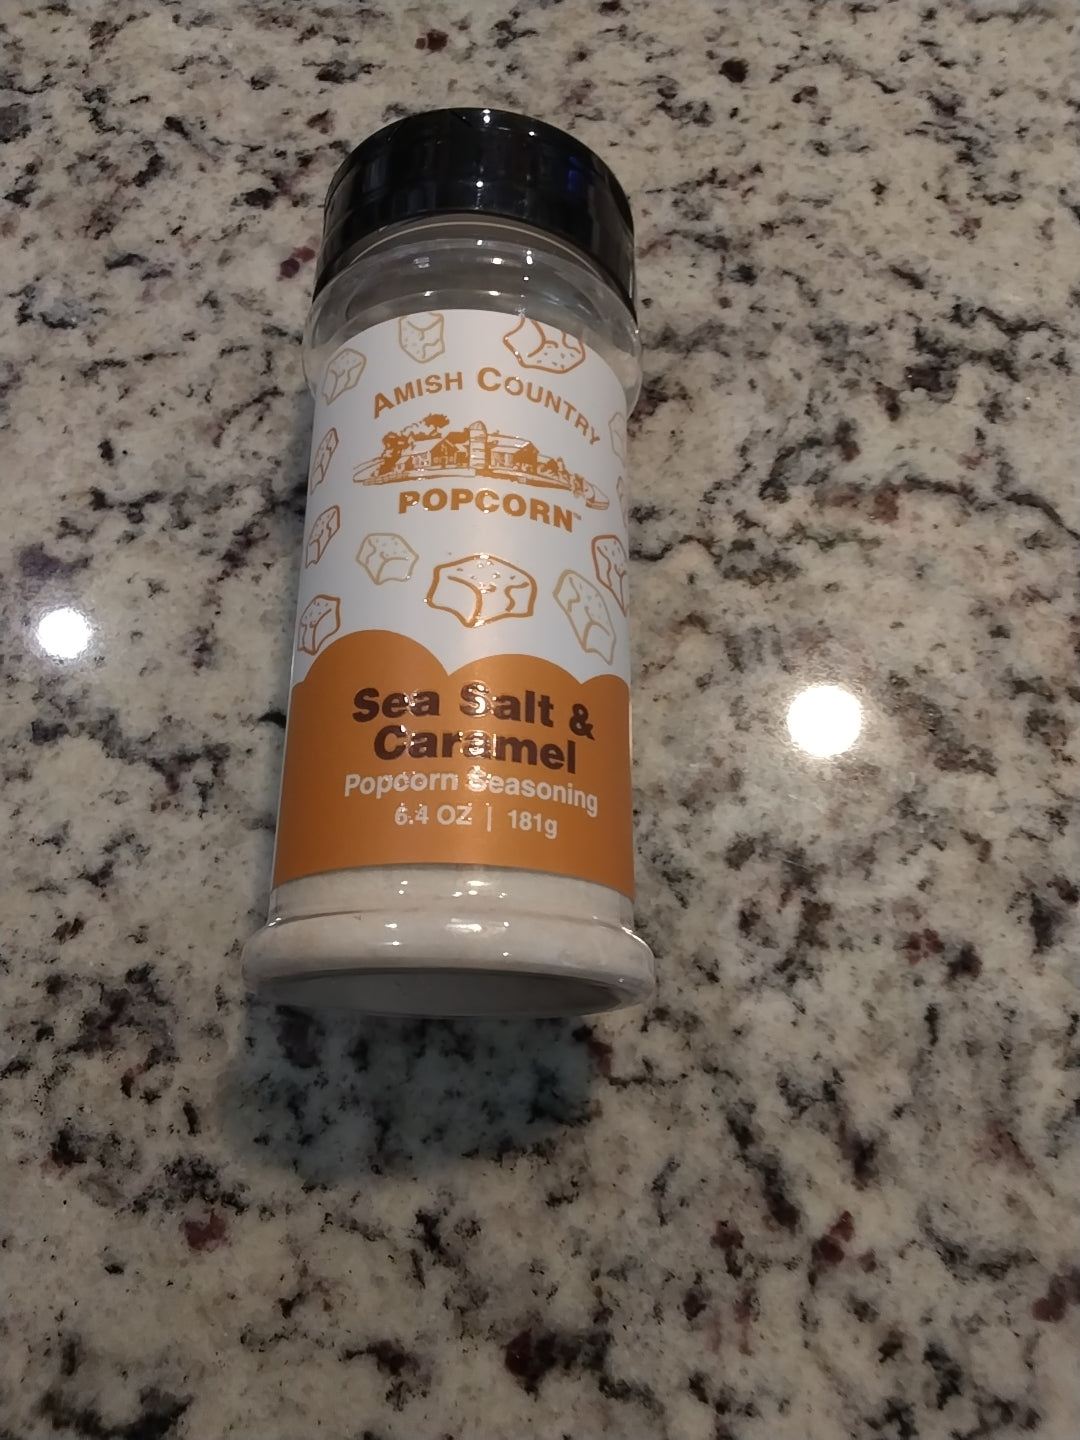 AMISH COUNTRY
POPCORN™
Sea Salt &
Caramel
Popcorn Seasoning
6.4 OZ | 181g